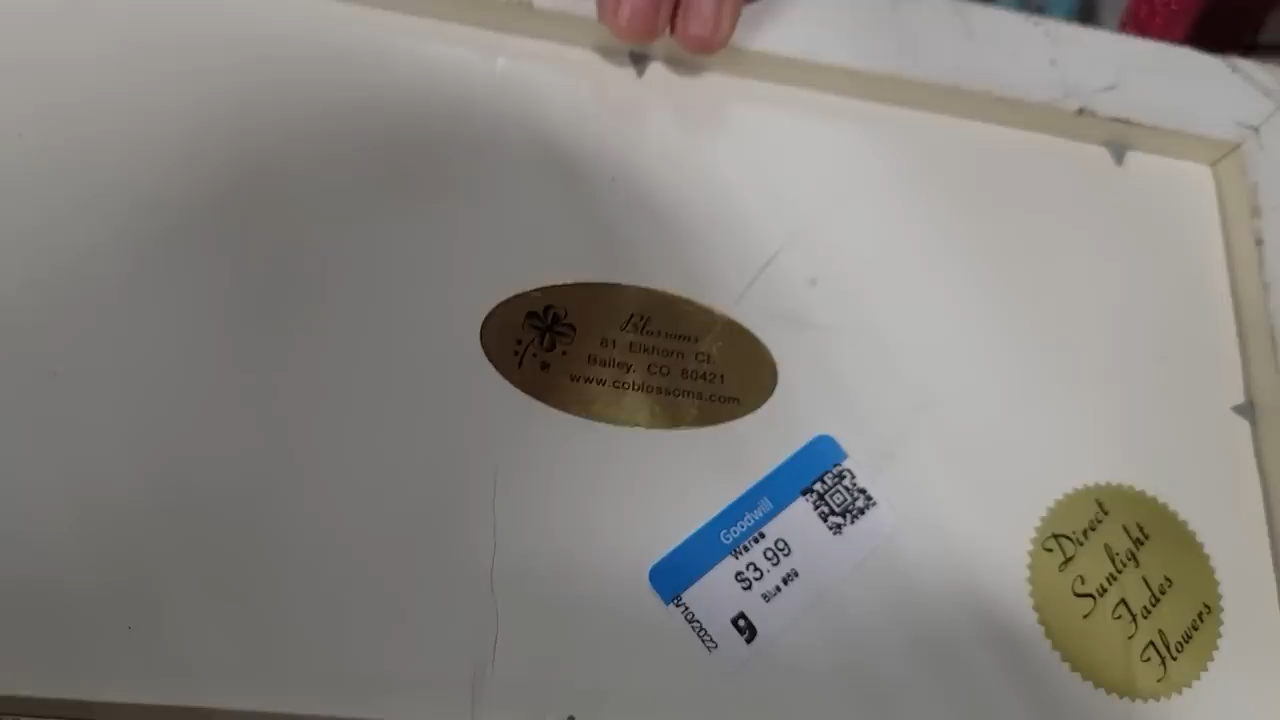 Blossoms
81 Elkhorn Ct.
Bailey, CO 80421
www.coblossoms.com
Goodwill
Wares
$3.99
Blue #69
8/10/2022
Direct
Sunlight
Fades
Flowers